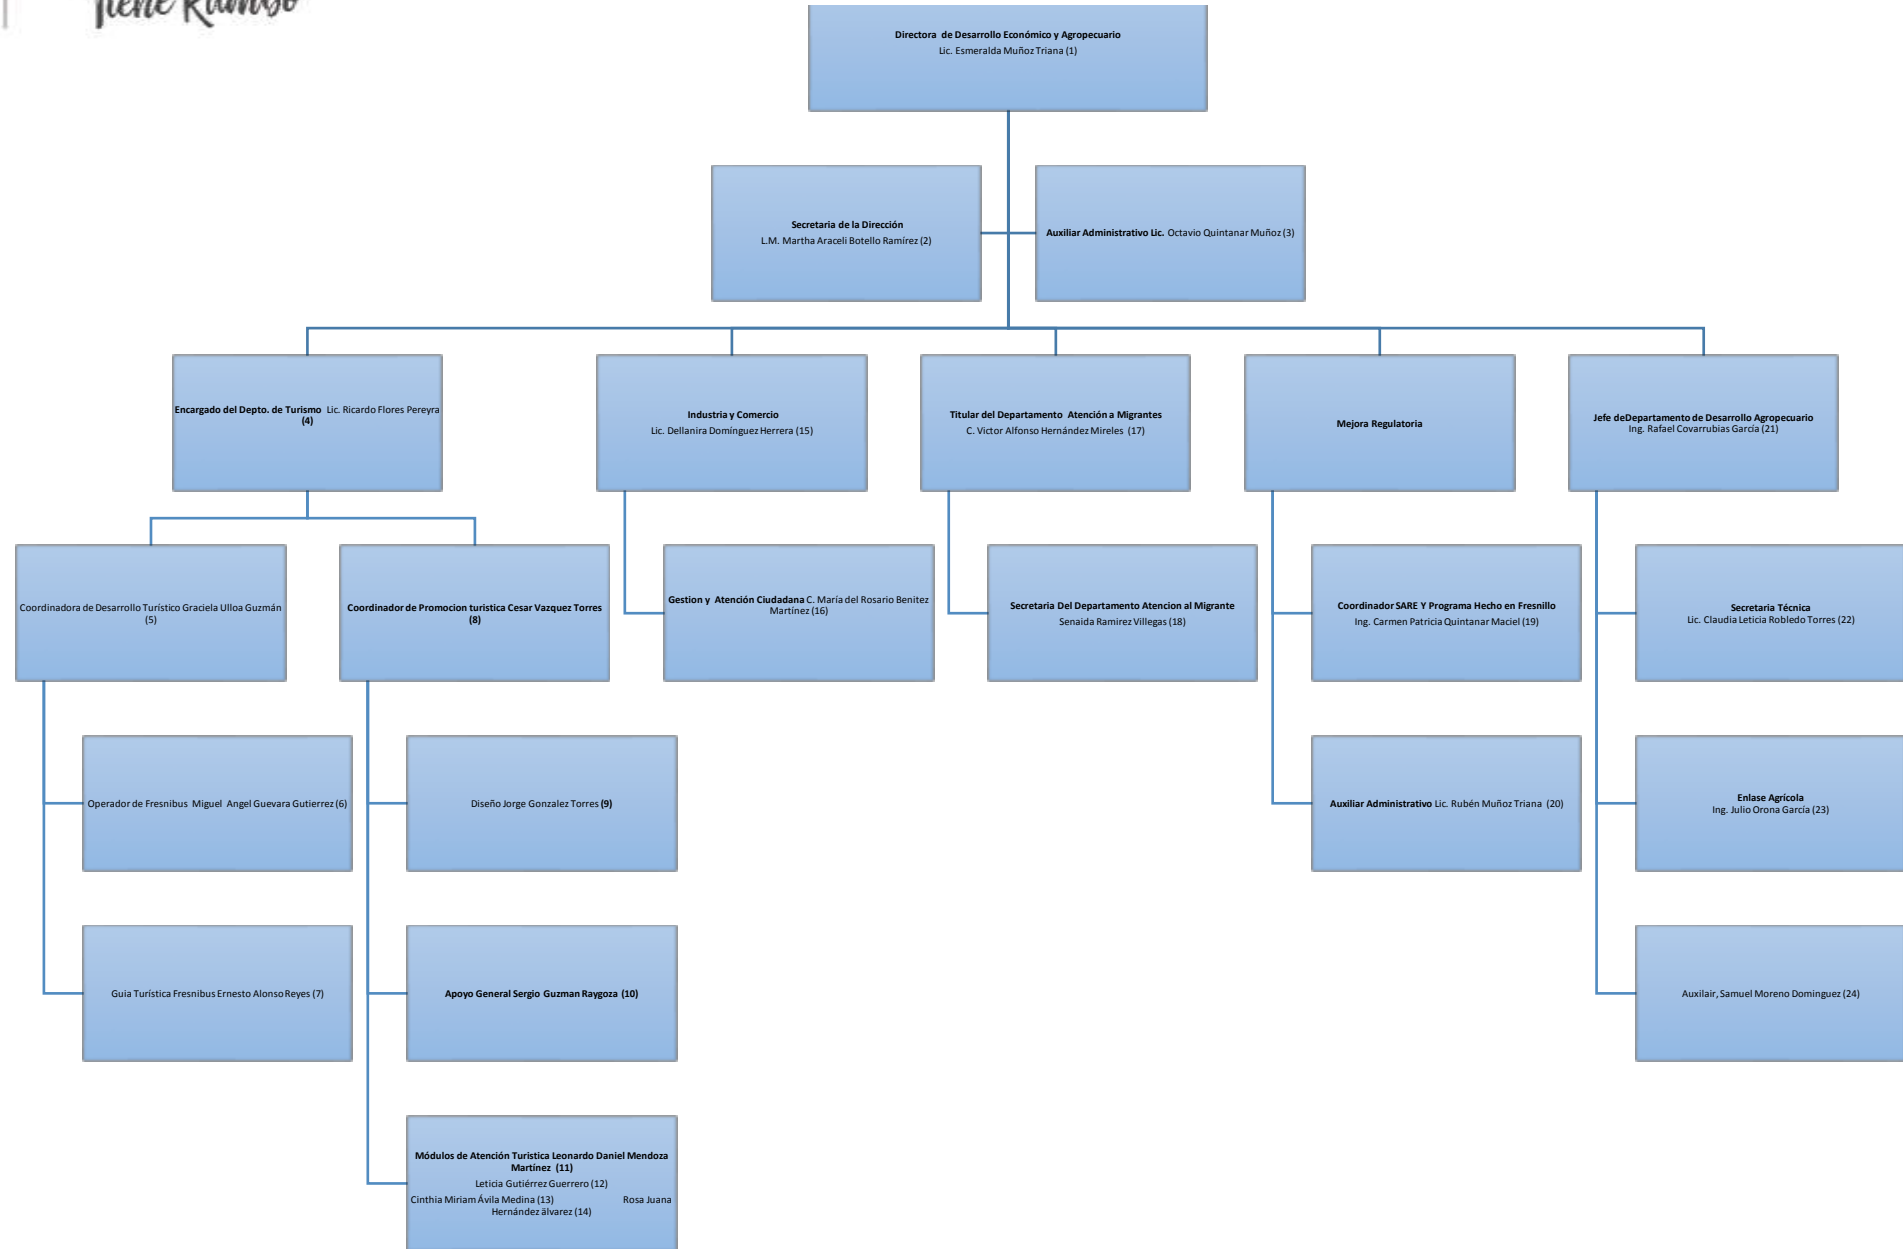 Tiene Rumbo
Directora de Desarrollo Económico y Agropecuario
Lic. Esmeralda Muñoz Triana (1)
Secretaria de la Dirección
L.M. Martha Araceli Botello Ramírez (2)
Auxiliar Administrativo Lic. Octavio Quintanar Muñoz (3)
Encargado del Depto. de Turismo Lic. Ricardo Flores Pereyra
(4)
Industria y Comercio
Lic. Dellanira Domínguez Herrera (15)
Titular del Departamento Atención a Migrantes
C. Victor Alfonso Hernández Mireles (17)
Mejora Regulatoria
Jefe deDepartamento de Desarrollo Agropecuario
Ing. Rafael Covarrubias García (21)
Coordinadora de Desarrollo Turístico Graciela Ulloa Guzmán
(5)
Coordinador de Promocion turistica Cesar Vazquez Torres
(8)
Gestion y Atención Ciudadana C. María del Rosario Benitez
Martínez (16)
Secretaria Del Departamento Atencion al Migrante
Senaida Ramirez Villegas (18)
Coordinador SARE Y Programa Hecho en Fresnillo
Ing. Carmen Patricia Quintanar Maciel (19)
Secretaria Técnica
Lic. Claudia Leticia Robledo Torres (22)
Operador de Fresnibus Miguel Angel Guevara Gutierrez (6)
Diseño Jorge Gonzalez Torres (9)
Auxiliar Administrativo Lic. Rubén Muñoz Triana (20)
Enlase Agrícola
Ing. Julio Orona García (23)
Guia Turística Fresnibus Ernesto Alonso Reyes (7)
Apoyo General Sergio Guzman Raygoza (10)
Auxilair, Samuel Moreno Dominguez (24)
Módulos de Atención Turistica Leonardo Daniel Mendoza
Martínez (11)
Leticia Gutiérrez Guerrero (12)
Cinthia Miriam Ávila Medina (13) Rosa Juana
Hernández älvarez (14)